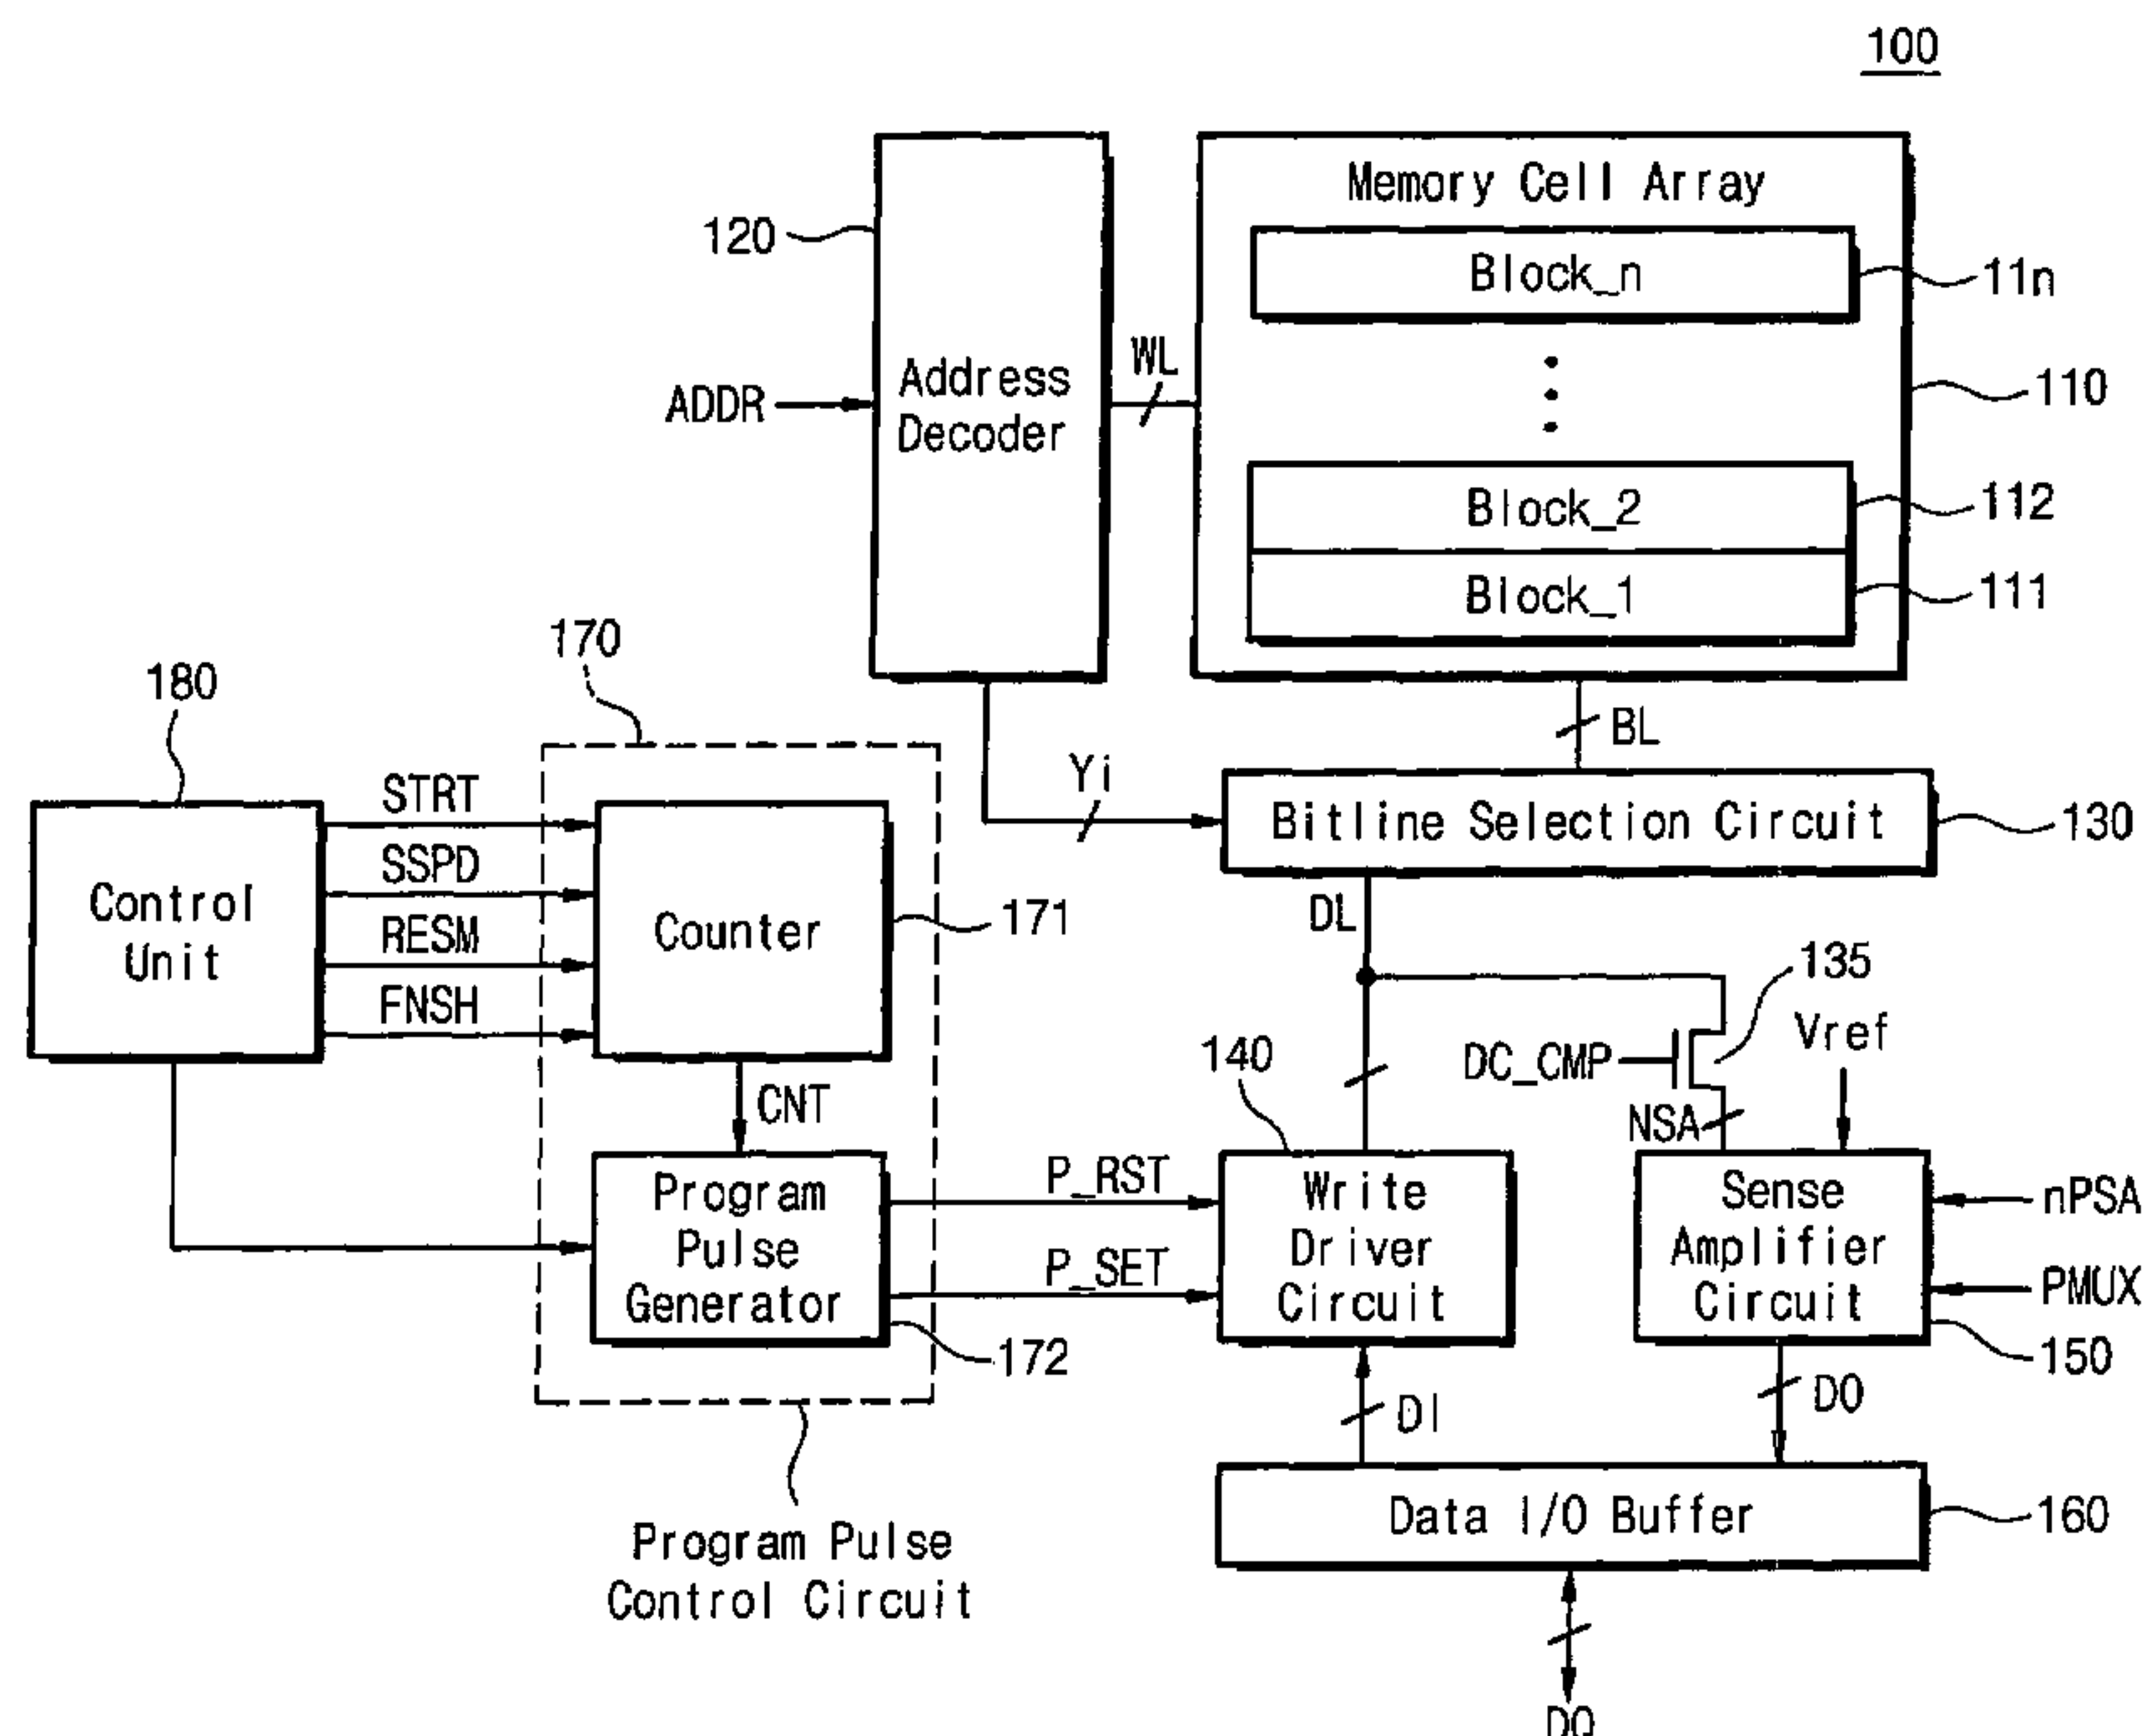 100
Memory Cell Array
Block_n
11n
120
ADDR
Address
Decoder
WL
110
Block_2
112
Block_1
111
170
180
BL
Yi
Bitline Selection Circuit
130
STRT
SSPD
RESM
FNSH
Control
Unit
Counter
171
DL
135
Vref
DC_CMP
140
NSA
CNT
Program
Pulse
Generator
172
P_RST
P_SET
Write
Driver
Circuit
Sense
Amplifier
Circuit
nPSA
PMUX
150
DI
DO
Data I/O Buffer
160
Program Pulse
Control Circuit